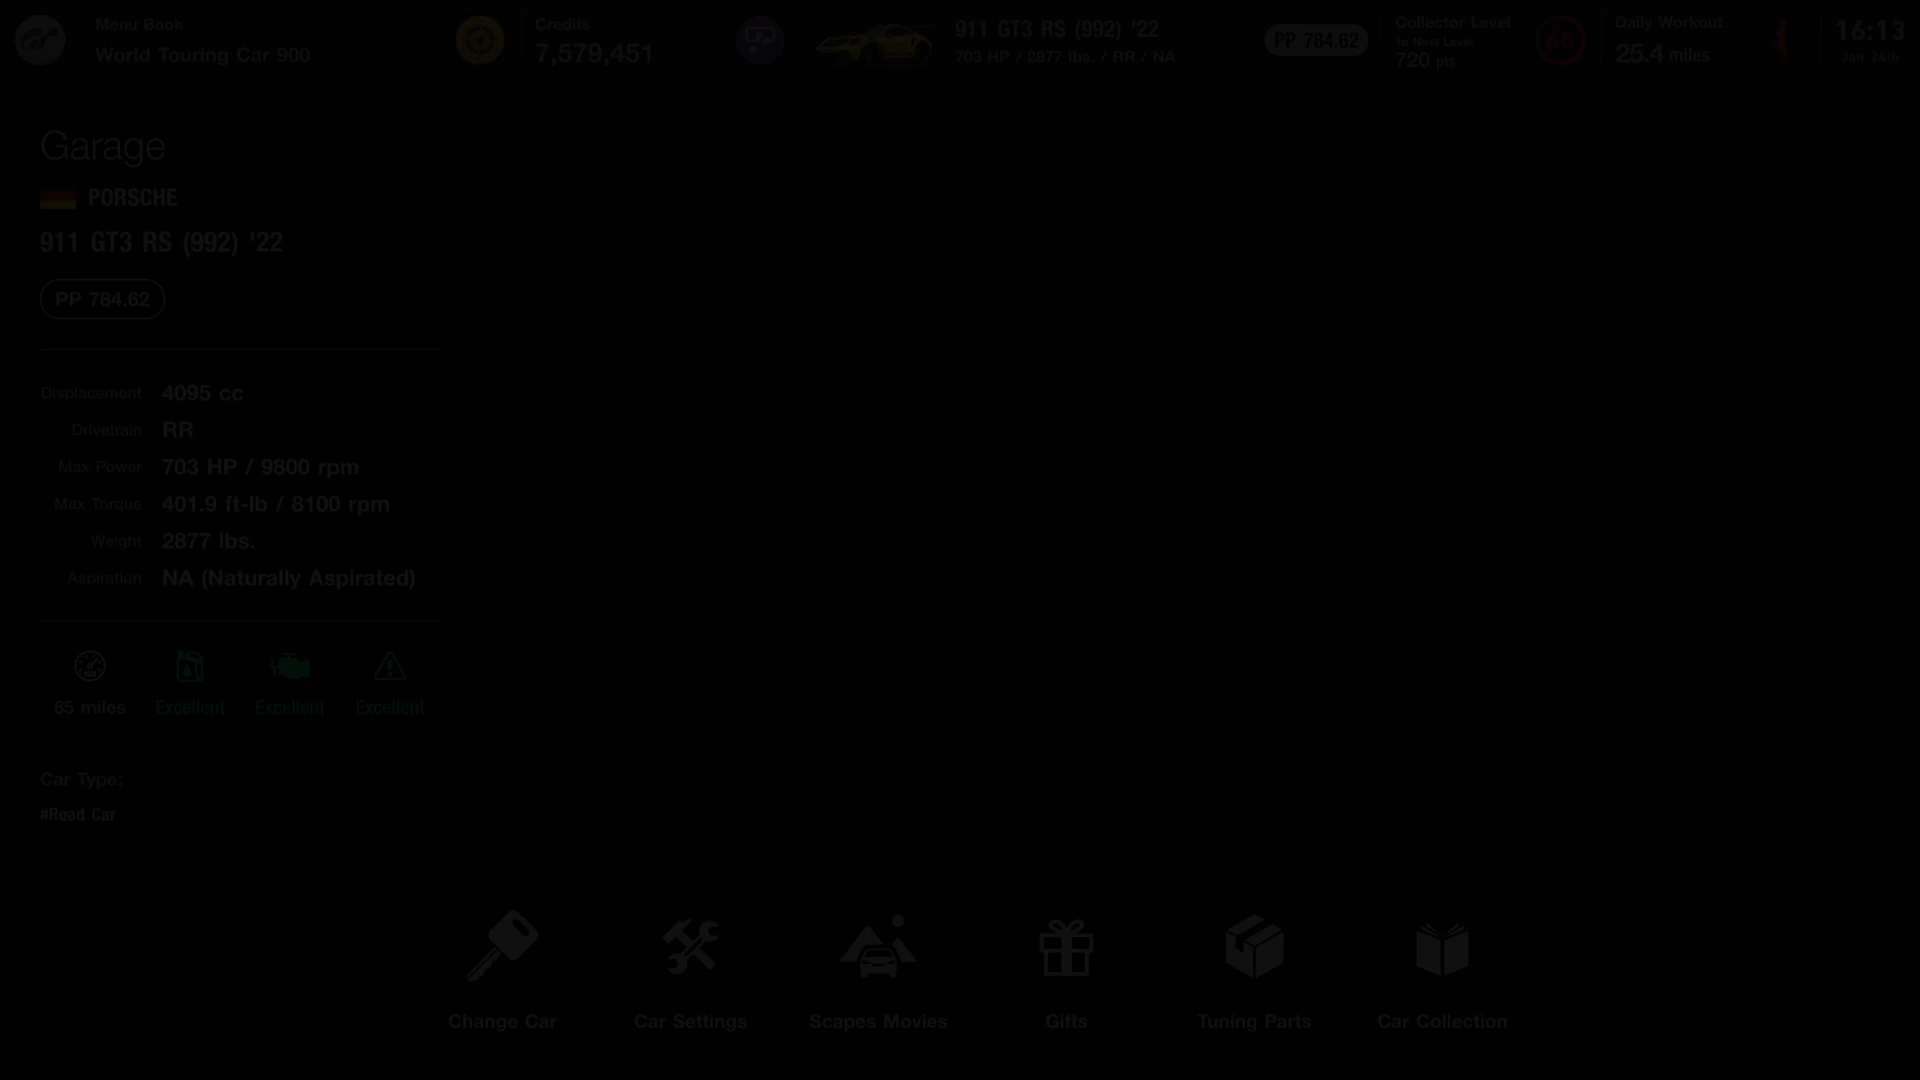 Menu Book
World Touring Car 900
Credits
7,579,451
911 GT3 RS (992) '22
703 HP / 2877 lbs. / RR / NA
PP 784.62
Collector Level
To Next Level
720 pts
45
Daily Workout
25.4 miles
16:13
Jan 24th
Garage
PORSCHE
911 GT3 RS (992) '22
PP 784.62
Displacement 4095 cc
Drivetrain RR
Max Power 703 HP / 9800 rpm
Max Torque 401.9 ft-lb / 8100 rpm
Weight 2877 lbs.
Aspiration NA (Naturally Aspirated)
85 miles Excellent Excellent Excellent
Car Type:
#Road Car
Change Car Car Settings Scapes Movies Gifts Tuning Parts Car Collection